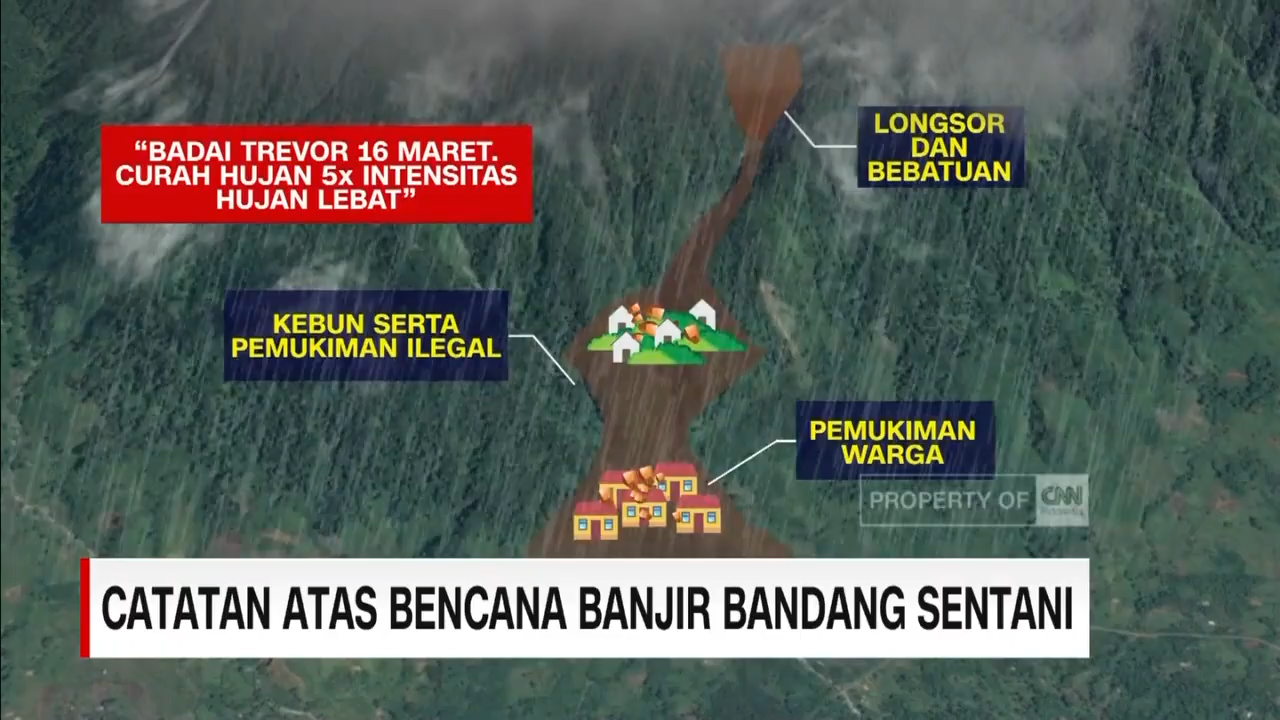 “BADAI TREVOR 16 MARET.
CURAH HUJAN 5x INTENSITAS
HUJAN LEBAT”
LONGSOR
DAN
BEBATUAN
KEBUN SERTA
PEMUKIMAN ILEGAL
PEMUKIMAN
WARGA
PROPERTY OF CNN
CATATAN ATAS BENCANA BANJIR BANDANG SENTANI